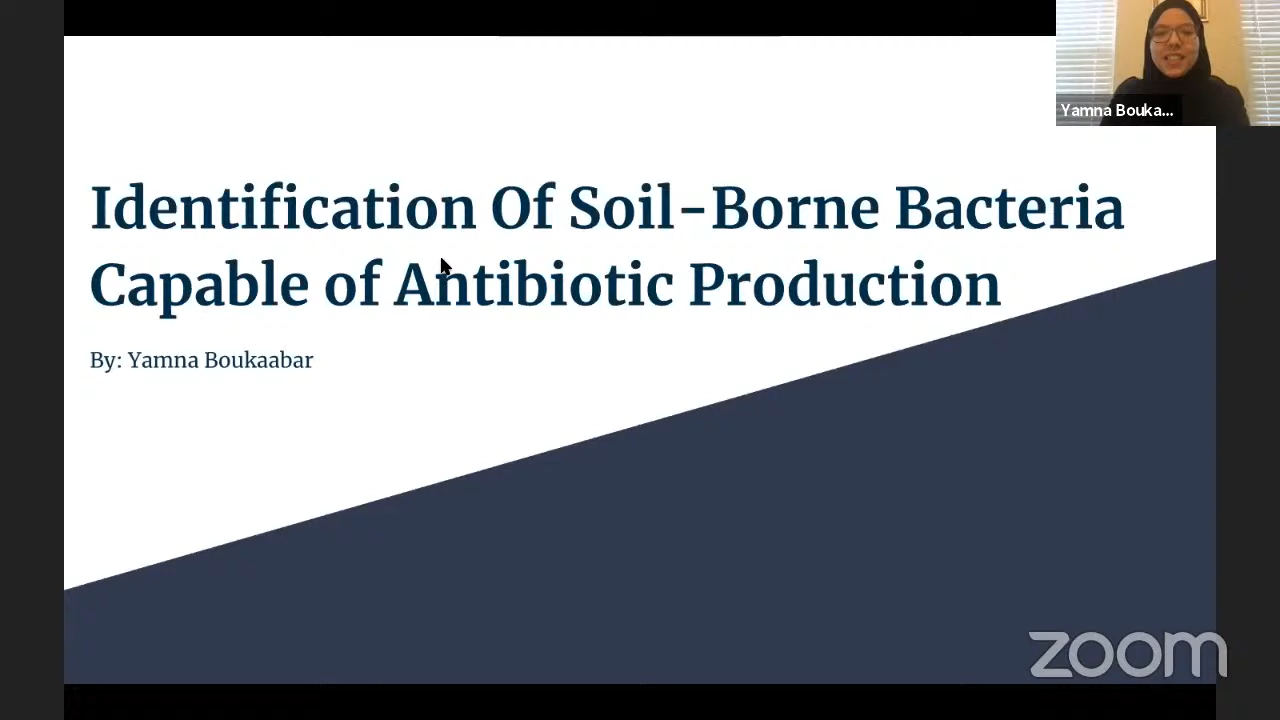 Yamna Bouka...
Identification Of Soil-Borne Bacteria
Capable of Antibiotic Production
By: Yamna Boukaabar
zoom